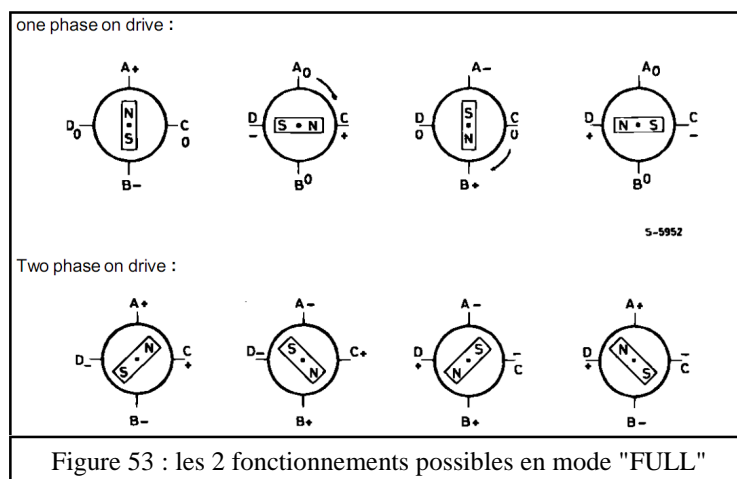 one phase on drive :
A+ A0 A- A0
N S
D0 C0
D- S N C+
S N
D0 C0
D+ N S C-
B- B0 B+ B0
S-5952
Two phase on drive :
A+ A- A- A+
D- S N C+
D- S N C+
D+ N S C-
D+ N S C-
B- B+ B+ B-
Figure 53 : les 2 fonctionnements possibles en mode "FULL"